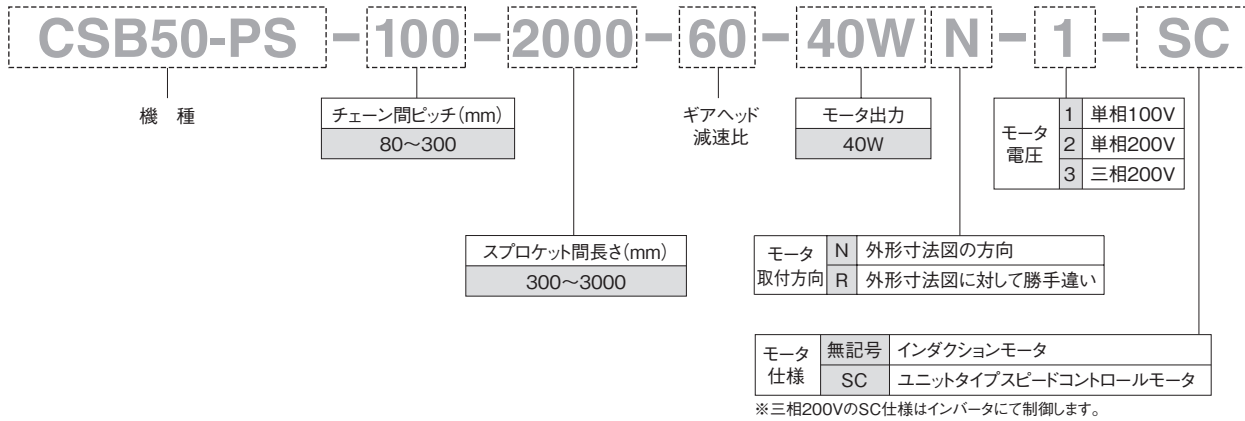 CSB50-PS-100-2000-60-40W N-1-SC
機 種
チェーン間ピッチ(mm)
80〜300
ギアヘッド
減速比
モータ出力
40W
モータ
電圧
1 単相100V
2 単相200V
3 三相200V
スプロケット間長さ(mm)
300〜3000
モータ
取付方向
N 外形寸法図の方向
R 外形寸法図に対して勝手違い
モータ
仕様
無記号 インダクションモータ
SC ユニットタイプスピードコントロールモータ
※三相200VのSC仕様はインバータにて制御します。